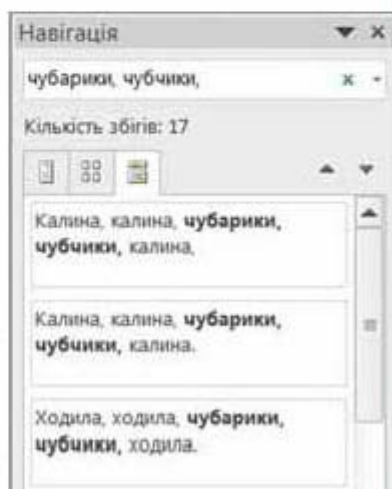 Навігація
чубарики, чубчики,
Кількість збігів: 17
Калина, калина, чубарики,
чубчики, калина,
Калина, калина, чубарики,
чубчики, калина.
Ходила, ходила, чубарики,
чубчики, ходила.